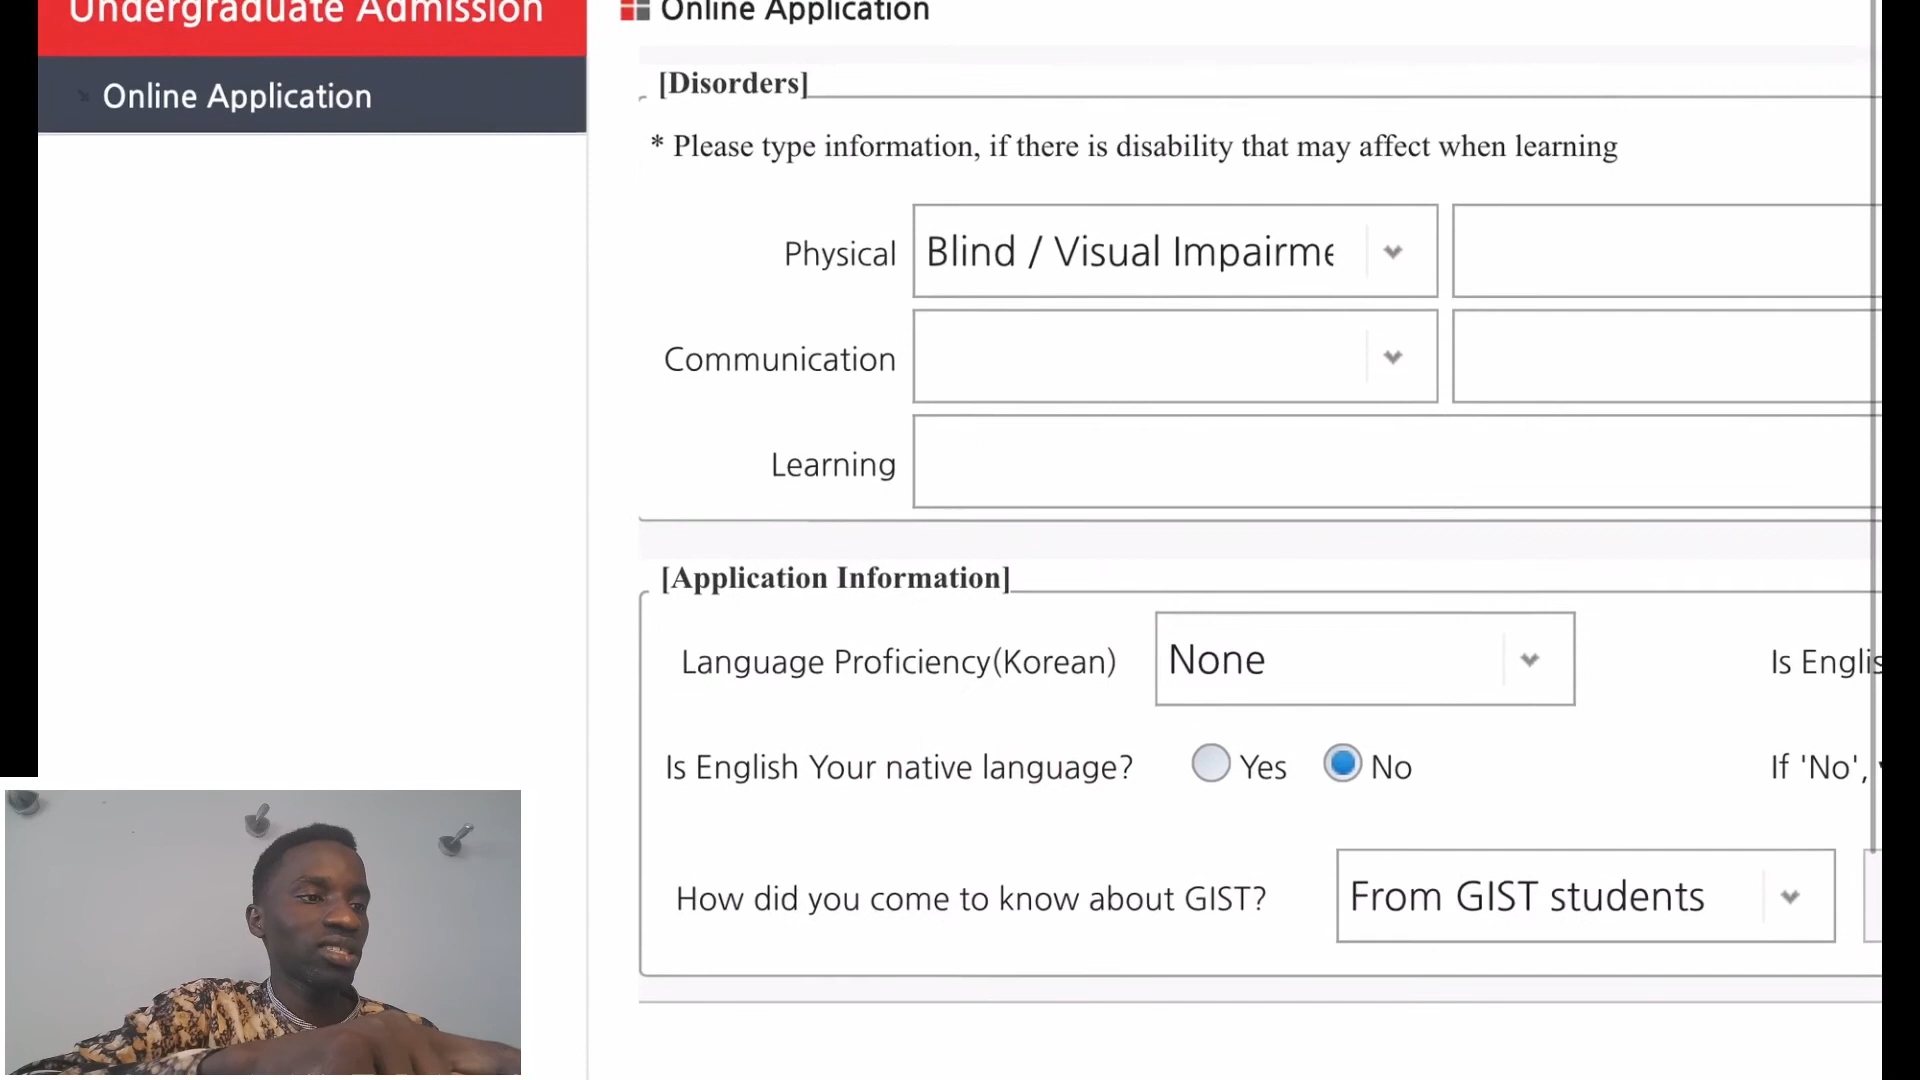 Undergraduate Admission
Online Application
Online Application
[Disorders]
* Please type information, if there is disability that may affect when learning
Physical Blind / Visual Impairme
Communication
Learning
[Application Information]
Language Proficiency(Korean) None Is Englis
Is English Your native language? Yes No If 'No',
How did you come to know about GIST? From GIST students